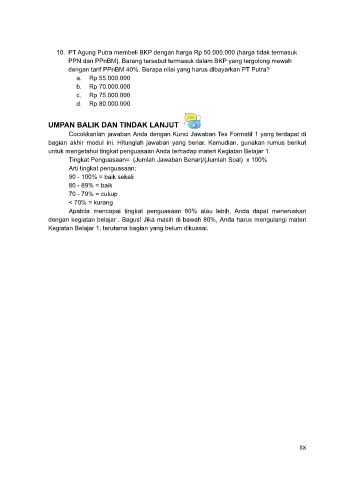 10. PT Agung Putra membeli BKP dengan harga Rp 50.000.000 (harga tidak termasuk
PPN dan PPnBM). Barang tersebut termasuk dalam BKP yang tergolong mewah
dengan tarif PPnBM 40%. Berapa nilai yang harus dibayarkan PT Putra?
a. Rp 55.000.000
b. Rp 70.000.000
c. Rp 75.000.000
d. Rp 80.000.000
UMPAN BALIK DAN TINDAK LANJUT
Cocokkanlah jawaban Anda dengan Kunci Jawaban Tes Formatif 1 yang terdapat di
bagian akhir modul ini. Hitunglah jawaban yang benar. Kemudian, gunakan rumus berikut
untuk mengetahui tingkat penguasaan Anda terhadap materi Kegiatan Belajar 1.
Tingkat Penguasaan= (Jumlah Jawaban Benar)/(Jumlah Soal) x 100%
Arti tingkat penguasaan:
90 - 100% = baik sekali
80 - 89% = baik
70 - 79% = cukup
< 70% = kurang
Apabila mencapai tingkat penguasaan 80% atau lebih, Anda dapat meneruskan
dengan kegiatan belajar . Bagus! Jika masih di bawah 80%, Anda harus mengulangi materi
Kegiatan Belajar 1, terutama bagian yang belum dikuasai.
88